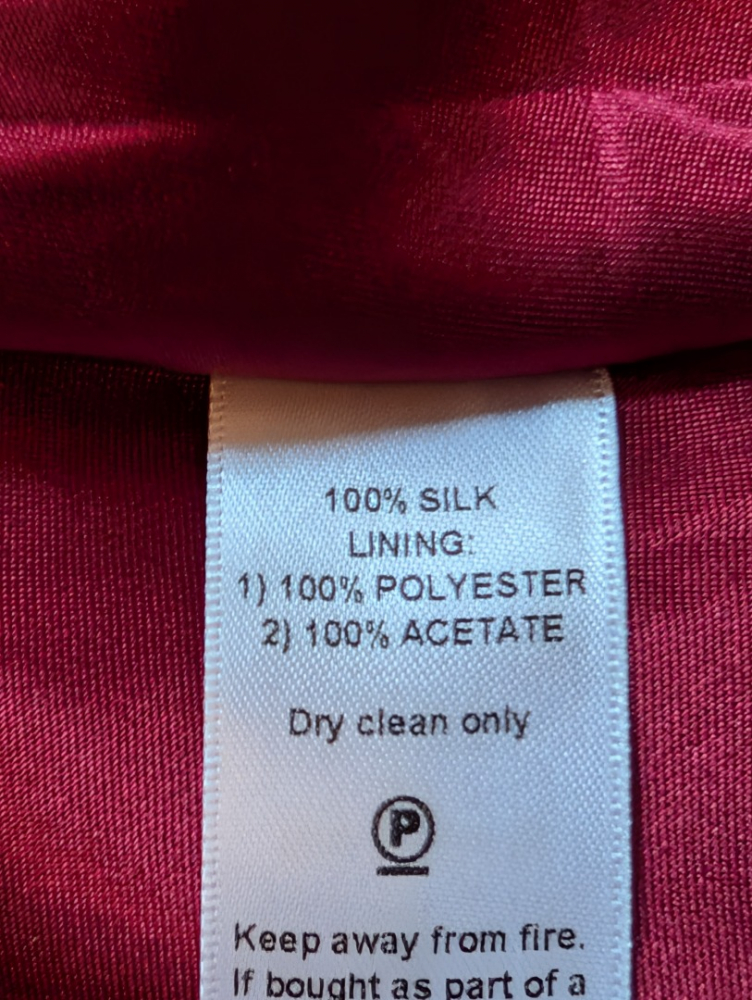 100% SILK
LINING:
1) 100% POLYESTER
2) 100% ACETATE
Dry clean only
P
Keep away from fire.
If bought as part of a